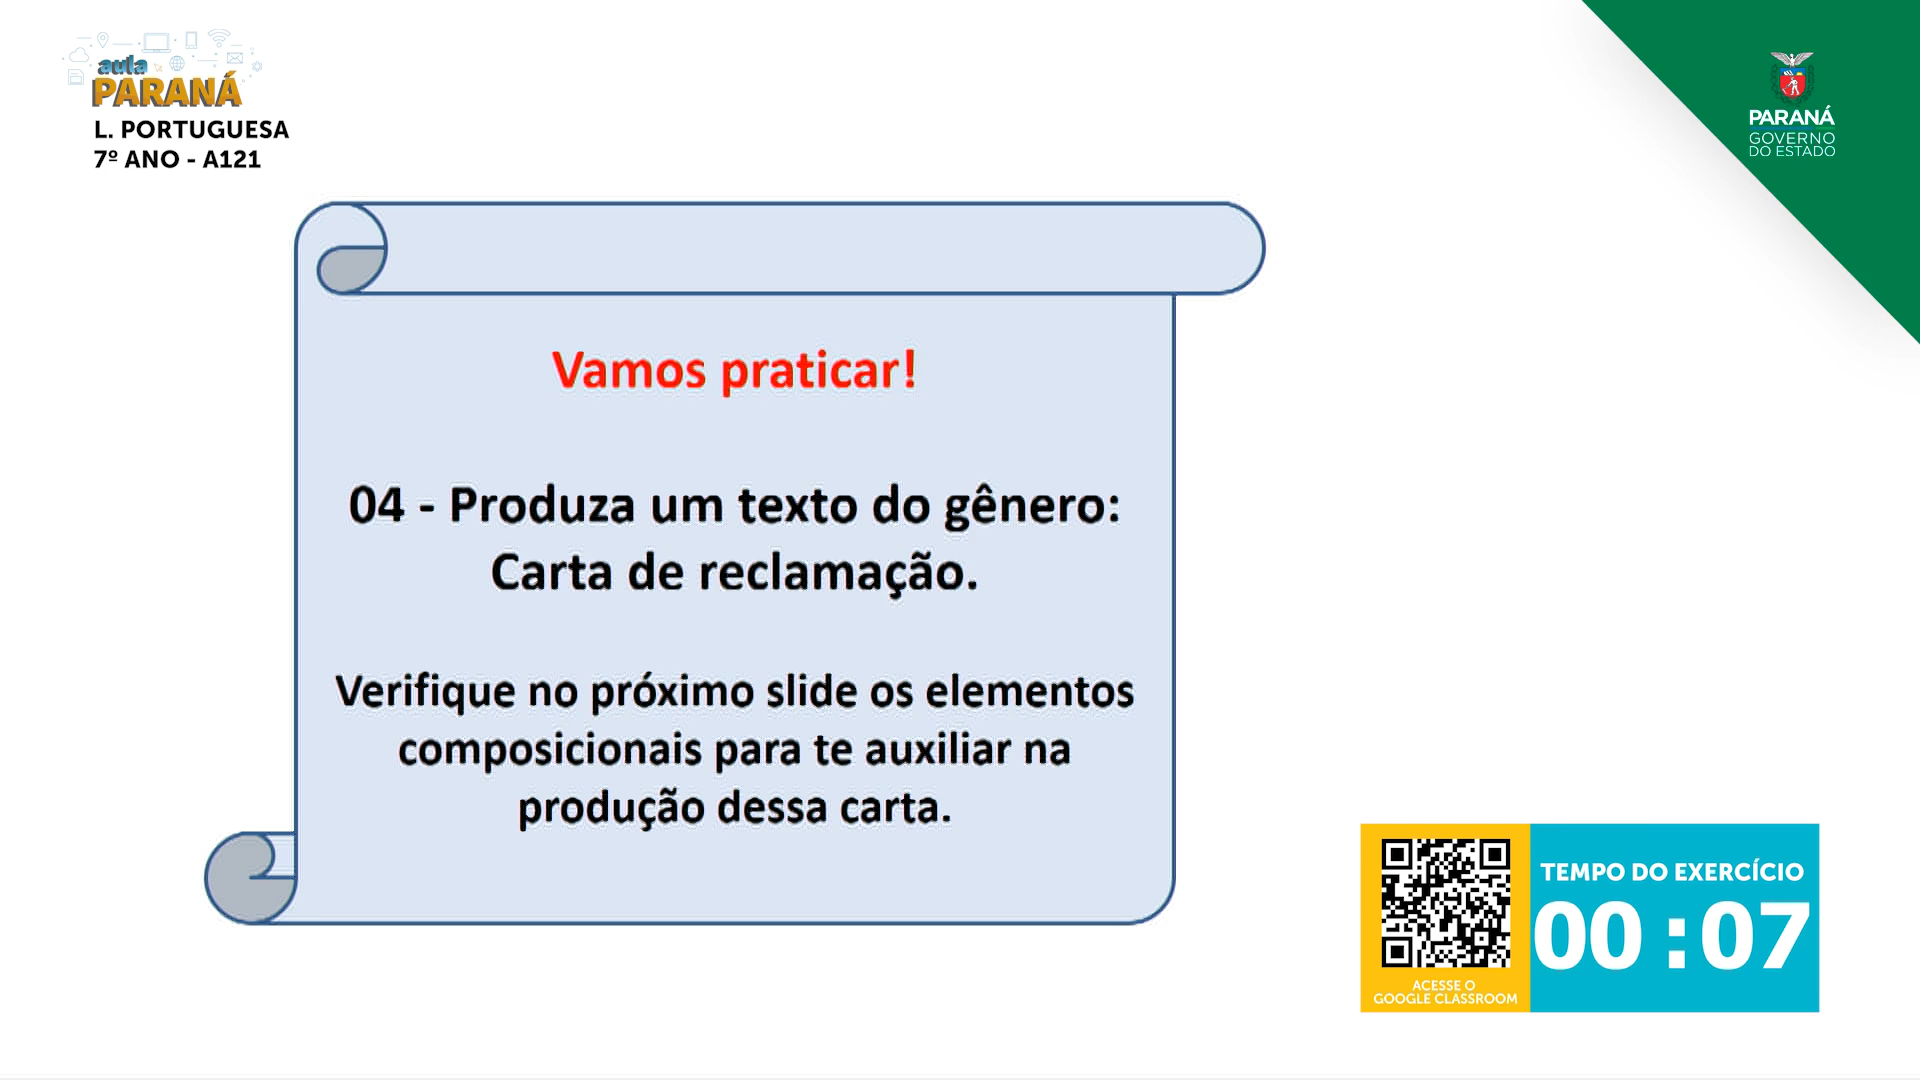 aula
PARANÁ
L. PORTUGUESA
7º ANO - A121
PARANÁ
GOVERNO
DO ESTADO
Vamos praticar!
04 - Produza um texto do gênero:
Carta de reclamação.
Verifique no próximo slide os elementos
composicionais para te auxiliar na
produção dessa carta.
TEMPO DO EXERCÍCIO
00 : 07
ACESSE O
GOOGLE CLASSROOM